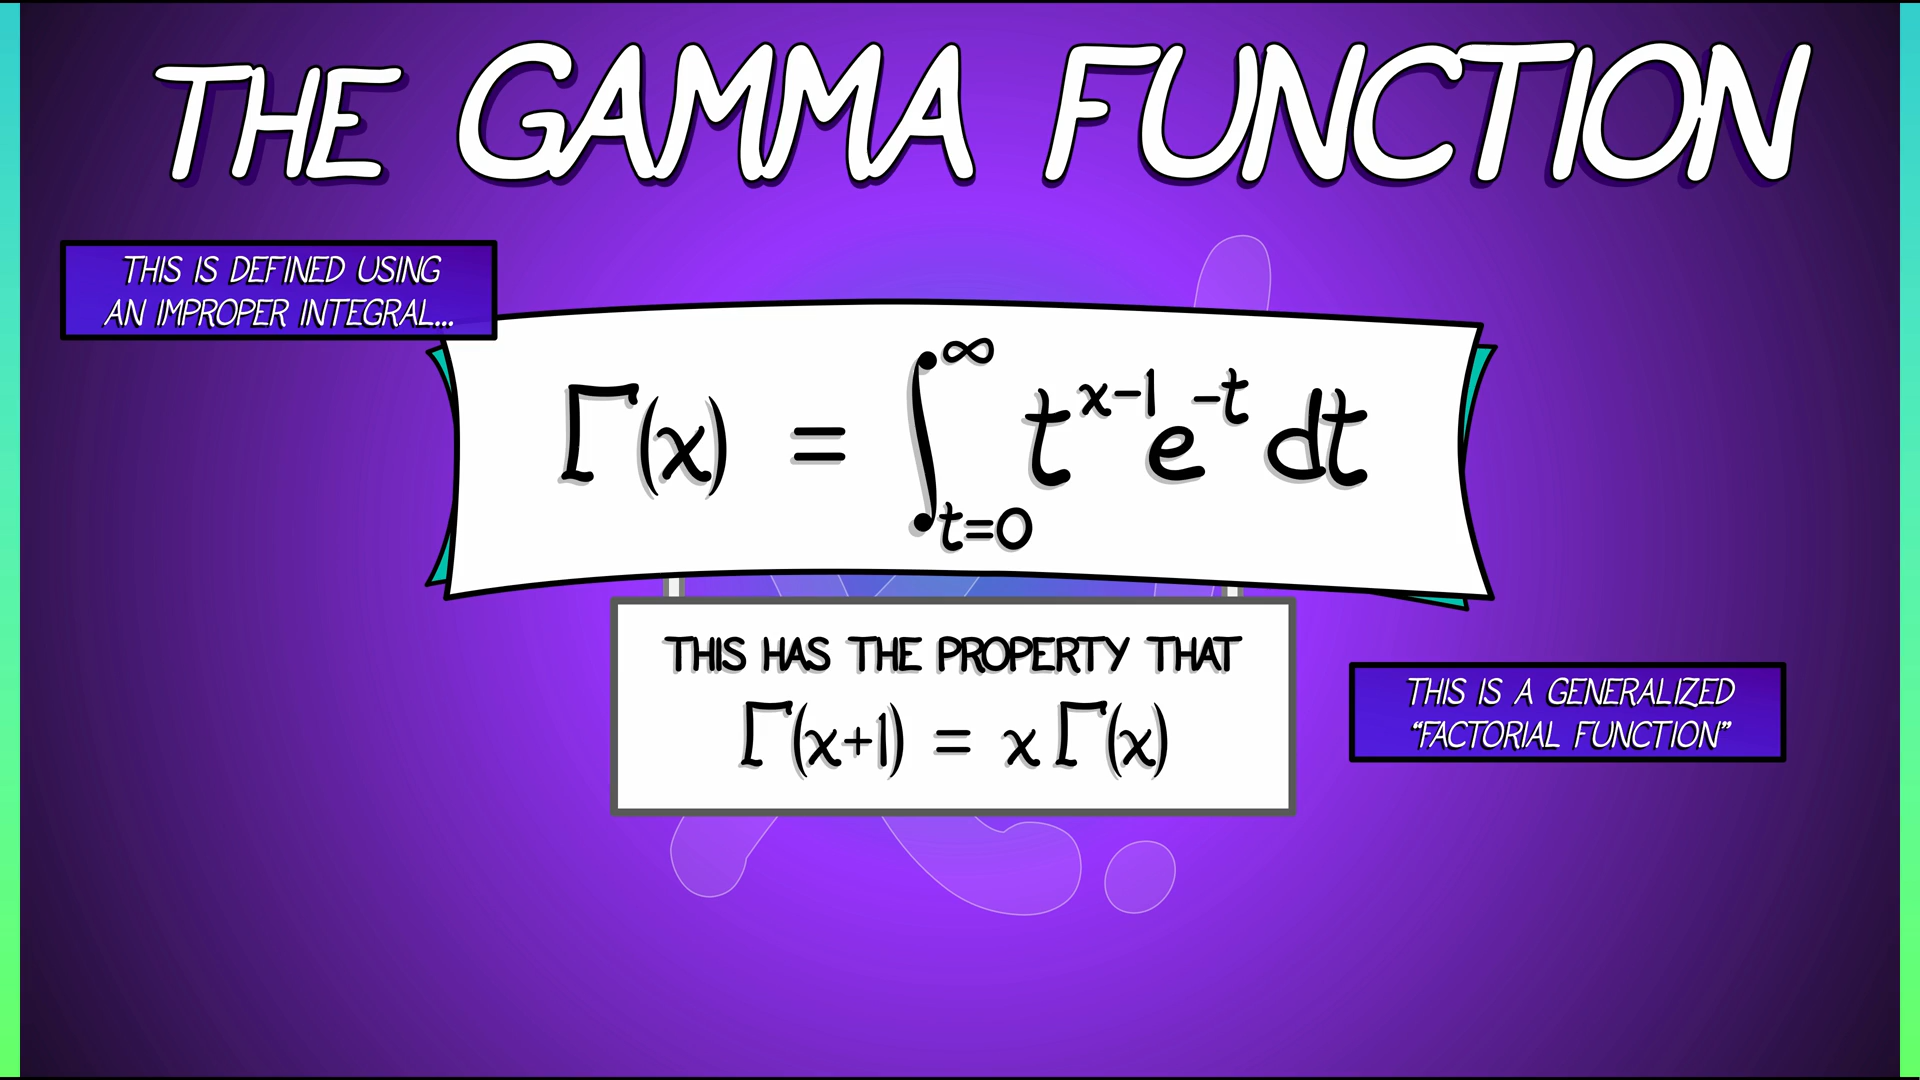 THE GAMMA FUNCTION
THIS IS DEFINED USING
AN IMPROPER INTEGRAL...
Γ(x) = ∫_{t=0}^{∞} t^{x-1} e^{-t} dt
THIS HAS THE PROPERTY THAT
Γ(x+1) = x Γ(x)
THIS IS A GENERALIZED
“FACTORIAL FUNCTION”